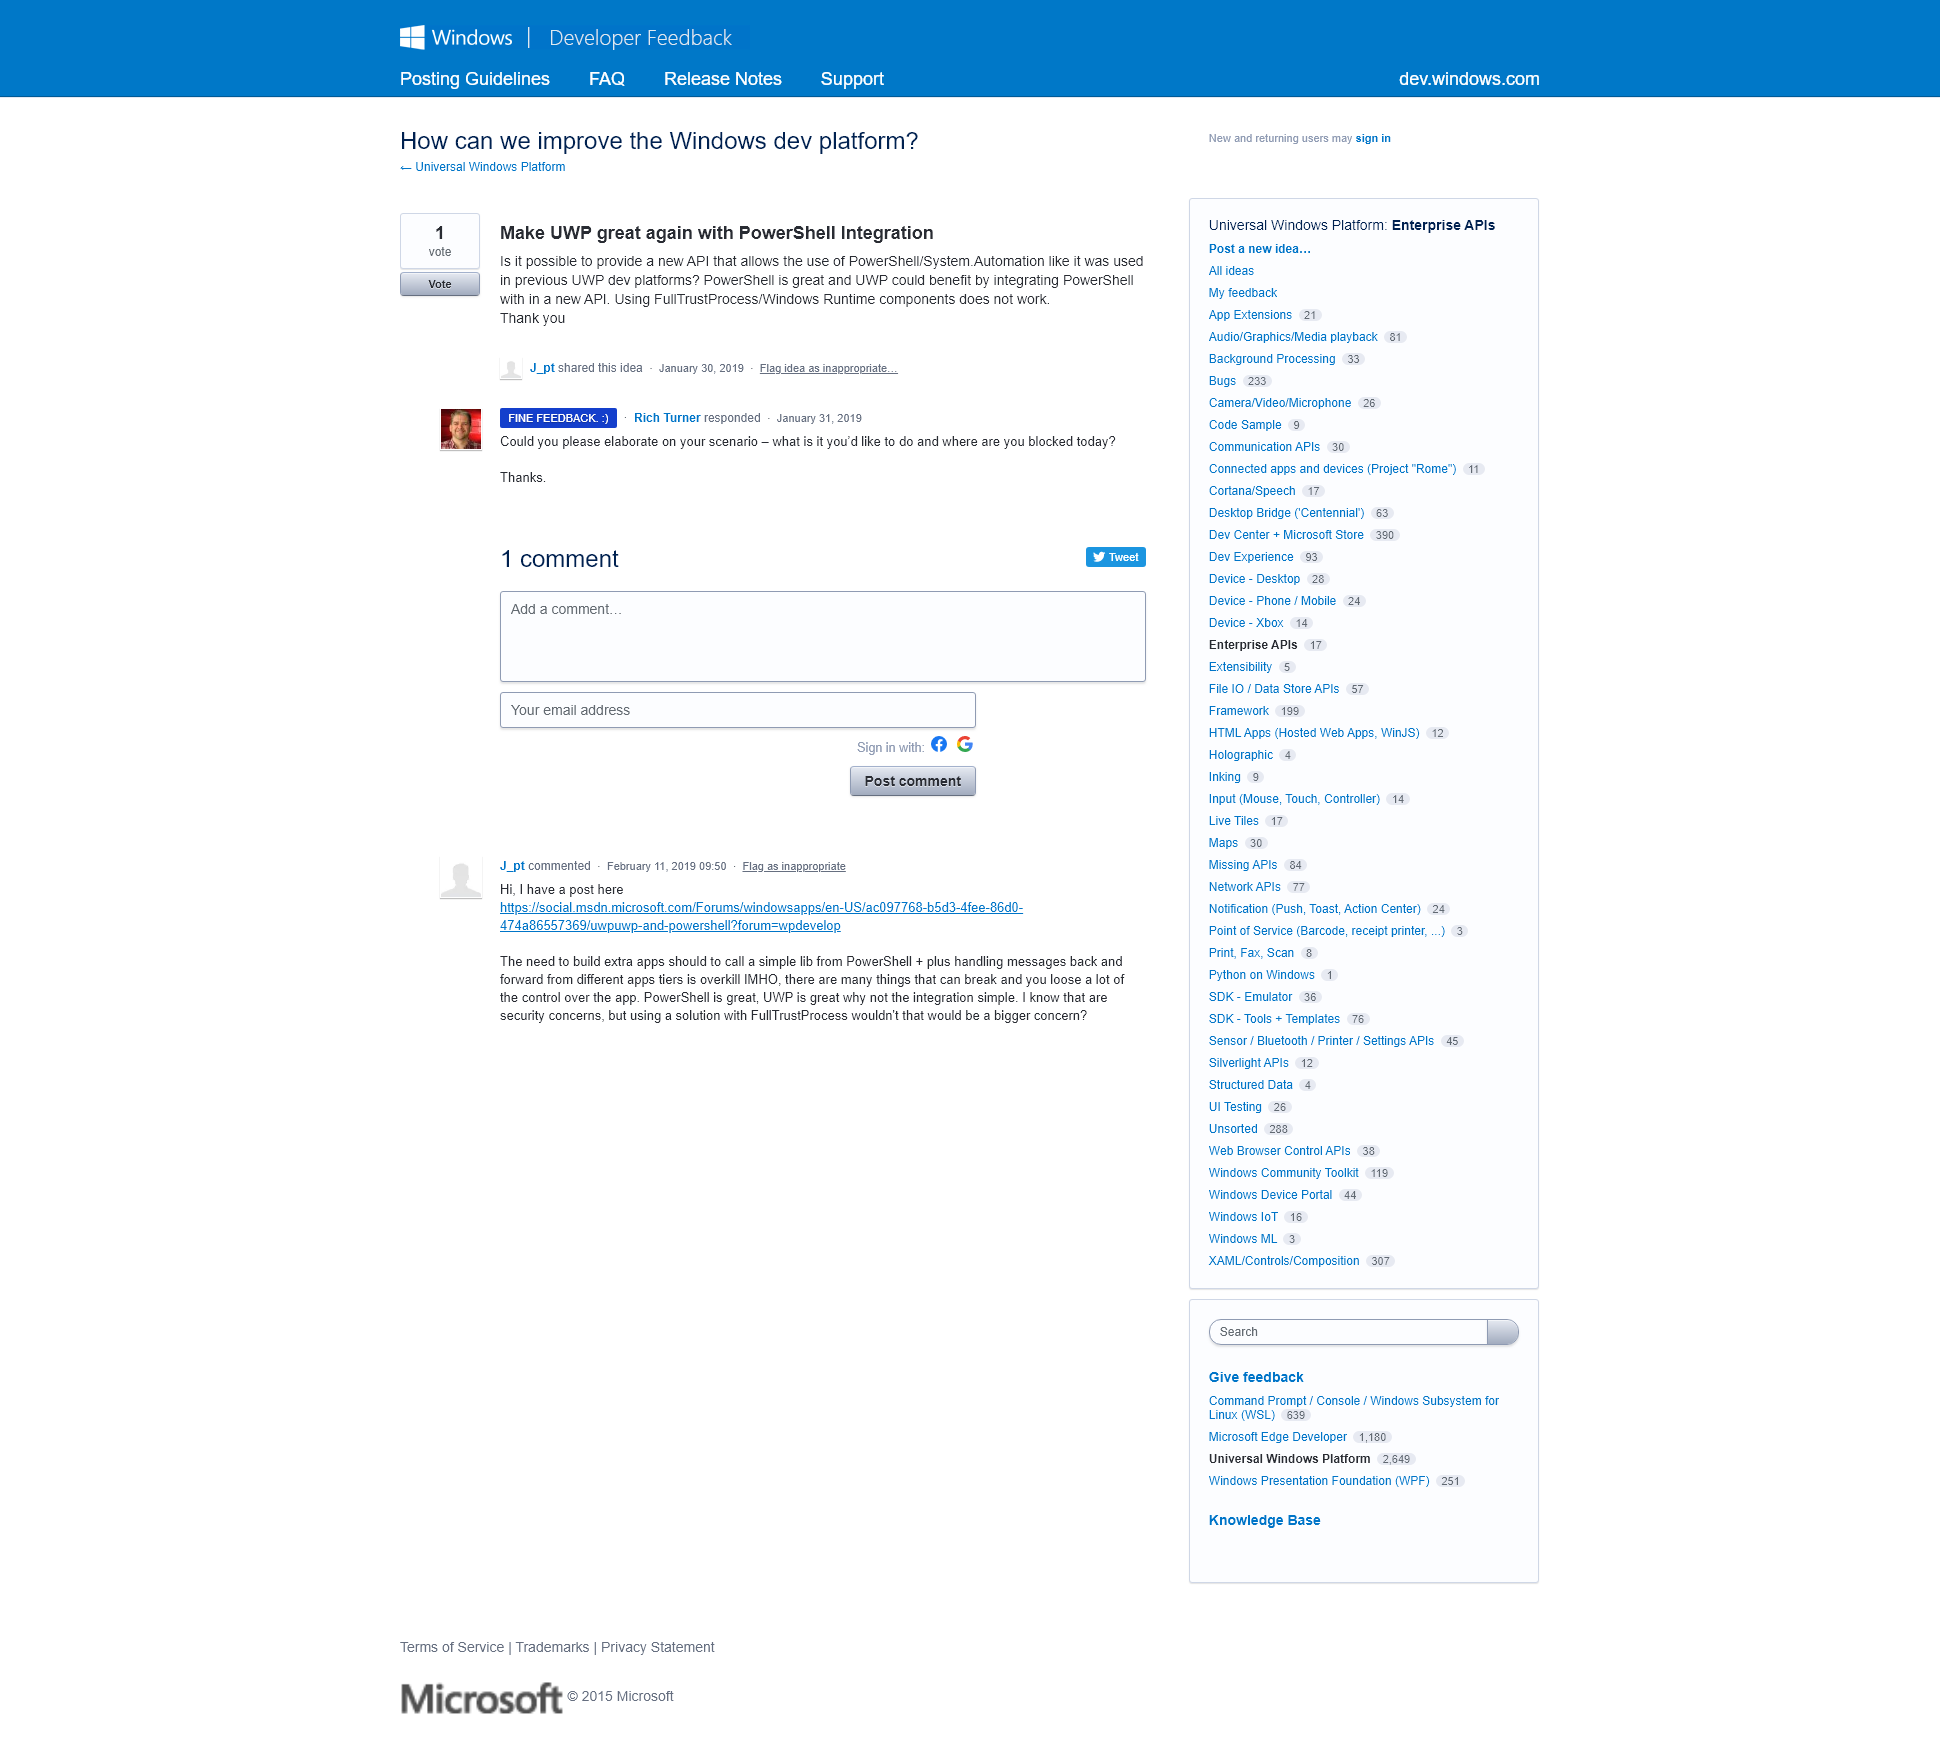 Windows | Developer Feedback
Posting Guidelines FAQ Release Notes Support dev.windows.com
How can we improve the Windows dev platform?
← Universal Windows Platform
New and returning users may sign in
1
vote
Vote
Make UWP great again with PowerShell Integration
Is it possible to provide a new API that allows the use of PowerShell/System.Automation like it was used
in previous UWP dev platforms? PowerShell is great and UWP could benefit by integrating PowerShell
with in a new API. Using FullTrustProcess/Windows Runtime components does not work.
Thank you
J_pt shared this idea · January 30, 2019 · Flag idea as inappropriate…
FINE FEEDBACK. :) · Rich Turner responded · January 31, 2019
Could you please elaborate on your scenario – what is it you'd like to do and where are you blocked today?
Thanks.
1 comment
Tweet
Add a comment…
Your email address
Sign in with:
Post comment
J_pt commented · February 11, 2019 09:50 · Flag as inappropriate
Hi, I have a post here
https://social.msdn.microsoft.com/Forums/windowsapps/en-US/ac097768-b5d3-4fee-86d0-
474a86557369/uwpuwp-and-powershell?forum=wpdevelop
The need to build extra apps should to call a simple lib from PowerShell + plus handling messages back and
forward from different apps tiers is overkill IMHO, there are many things that can break and you loose a lot of
the control over the app. PowerShell is great, UWP is great why not the integration simple. I know that are
security concerns, but using a solution with FullTrustProcess wouldn't that would be a bigger concern?
Universal Windows Platform: Enterprise APIs
Post a new idea…
All ideas
My feedback
App Extensions 21
Audio/Graphics/Media playback 81
Background Processing 33
Bugs 233
Camera/Video/Microphone 26
Code Sample 9
Communication APIs 30
Connected apps and devices (Project "Rome") 11
Cortana/Speech 17
Desktop Bridge ('Centennial') 63
Dev Center + Microsoft Store 390
Dev Experience 93
Device - Desktop 28
Device - Phone / Mobile 24
Device - Xbox 14
Enterprise APIs 17
Extensibility 5
File IO / Data Store APIs 57
Framework 199
HTML Apps (Hosted Web Apps, WinJS) 12
Holographic 4
Inking 9
Input (Mouse, Touch, Controller) 14
Live Tiles 17
Maps 30
Missing APIs 84
Network APIs 77
Notification (Push, Toast, Action Center) 24
Point of Service (Barcode, receipt printer, ...) 3
Print, Fax, Scan 8
Python on Windows 1
SDK - Emulator 36
SDK - Tools + Templates 76
Sensor / Bluetooth / Printer / Settings APIs 45
Silverlight APIs 12
Structured Data 4
UI Testing 26
Unsorted 288
Web Browser Control APIs 38
Windows Community Toolkit 119
Windows Device Portal 44
Windows IoT 16
Windows ML 3
XAML/Controls/Composition 307
Search
Give feedback
Command Prompt / Console / Windows Subsystem for
Linux (WSL) 639
Microsoft Edge Developer 1,180
Universal Windows Platform 2,649
Windows Presentation Foundation (WPF) 251
Knowledge Base
Terms of Service | Trademarks | Privacy Statement
Microsoft © 2015 Microsoft